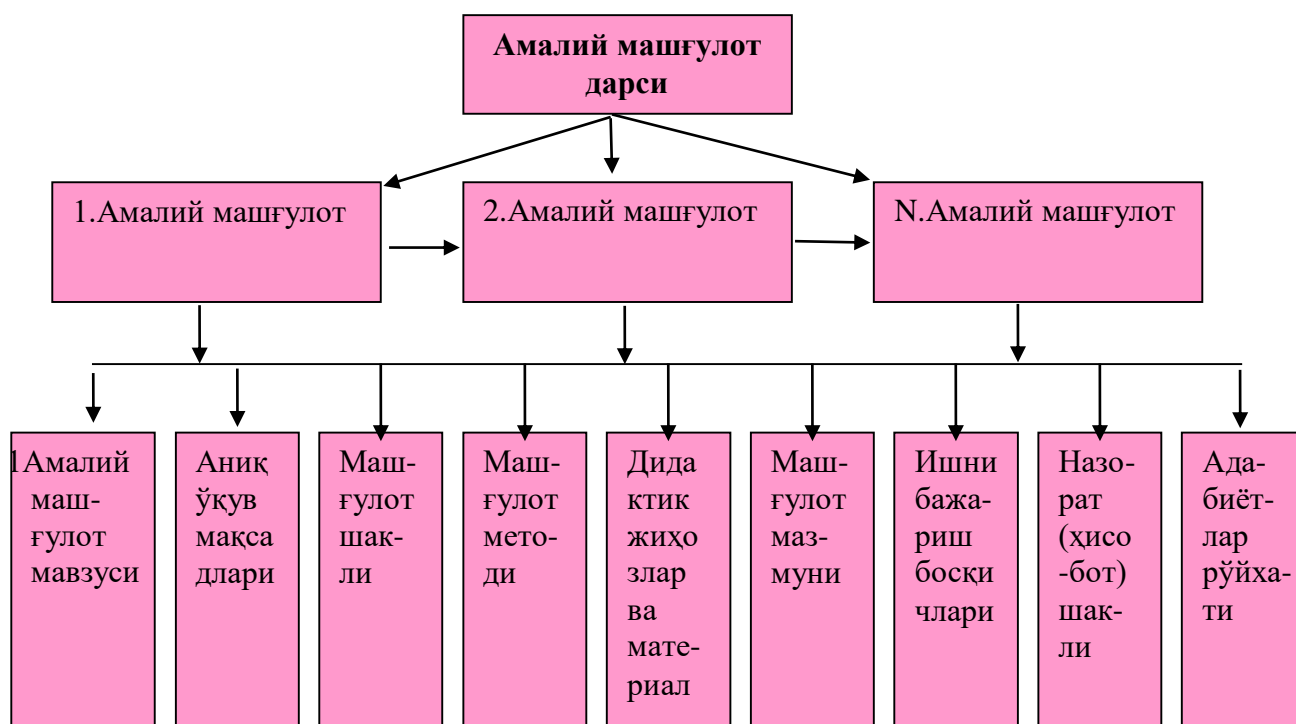 Амалий машғулот
дарси
1.Амалий машғулот
2.Амалий машғулот
N.Амалий машғулот
1Амалий
маш-
ғулот
мавзуси
Аниқ
ўқув
мақса
длари
Маш-
ғулот
шак-
ли
Маш-
ғулот
мето-
ди
Дида
ктик
жиҳо
злар
ва
мате-
риал
Маш-
ғулот
маз-
муни
Ишни
бажа-
риш
босқи
члари
Назо-
рат
(ҳисо
-бот)
шак-
ли
Ада-
биёт-
лар
рўйха-
ти